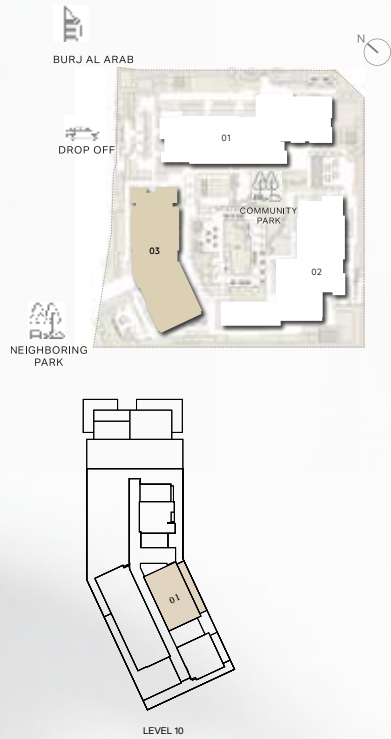 N
BURJ AL ARAB
DROP OFF
01
COMMUNITY
PARK
03
02
NEIGHBORING
PARK
01
LEVEL 10